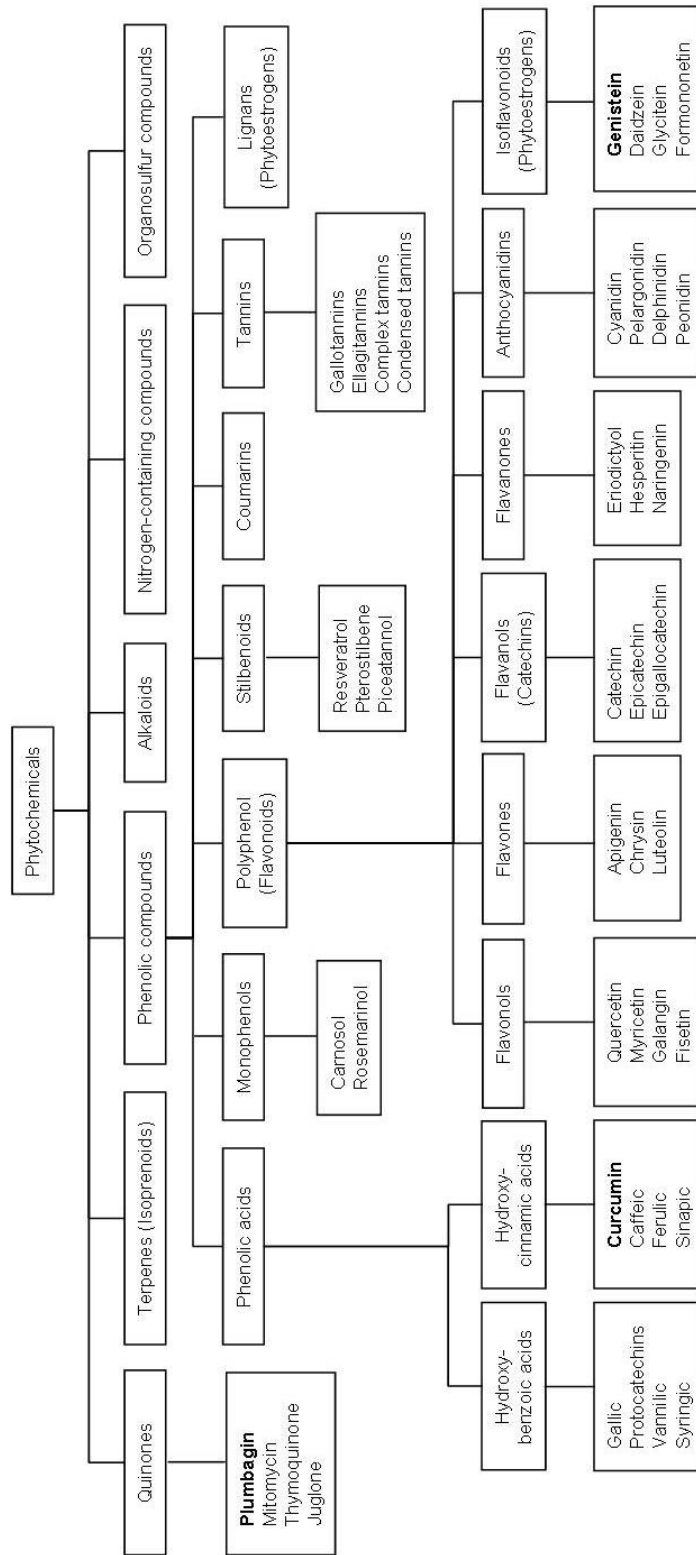 Phytochemicals
Quinones
Terpenes (Isoprenoids)
Phenolic compounds
Alkaloids
Nitrogen-containing compounds
Organosulfur compounds
Plumbagin
Mitomycin
Thymoquinone
Juglone
Phenolic acids
Monophenols
Polyphenol
(Flavonoids)
Stilbenoids
Coumarins
Tannins
Lignans
(Phytoestrogens)
Carnosol
Rosemarinol
Resveratrol
Pterostilbene
Piceatannol
Gallotannins
Ellagitannins
Complex tannins
Condensed tannins
Hydroxy-
benzoic acids
Hydroxy-
cinnamic acids
Flavonols
Flavones
Flavanols
(Catechins)
Flavanones
Anthocyanidins
Isoflavonoids
(Phytoestrogens)
Gallic
Protocatechins
Vannilic
Syringic
Curcumin
Caffeic
Ferulic
Sinapic
Quercetin
Myricetin
Galangin
Fisetin
Apigenin
Chrysin
Luteolin
Catechin
Epicatechin
Epigallocatechin
Eriodictyol
Hesperitin
Naringenin
Cyanidin
Pelargonidin
Delphinidin
Peonidin
Genistein
Daidzein
Glycitein
Formononetin